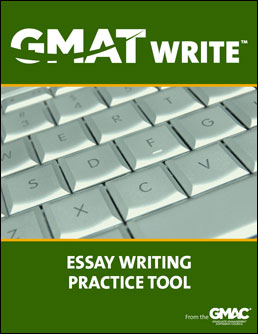 GMAT WRITE™
W E R T
S D F G
Z X C V
ESSAY WRITING
PRACTICE TOOL
From the GMAC